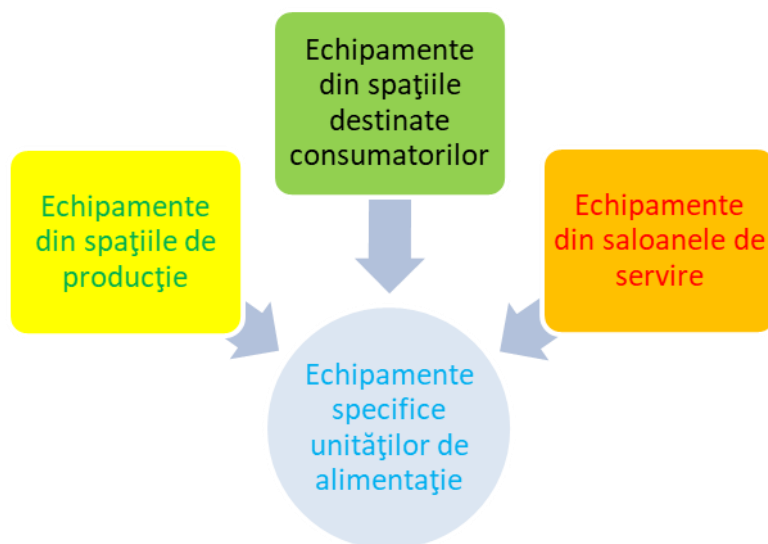 Echipamente
din spaţiile
destinate
consumatorilor
Echipamente
din spaţiile de
producţie
Echipamente
din saloanele de
servire
Echipamente
specifice
unităţilor de
alimentaţie